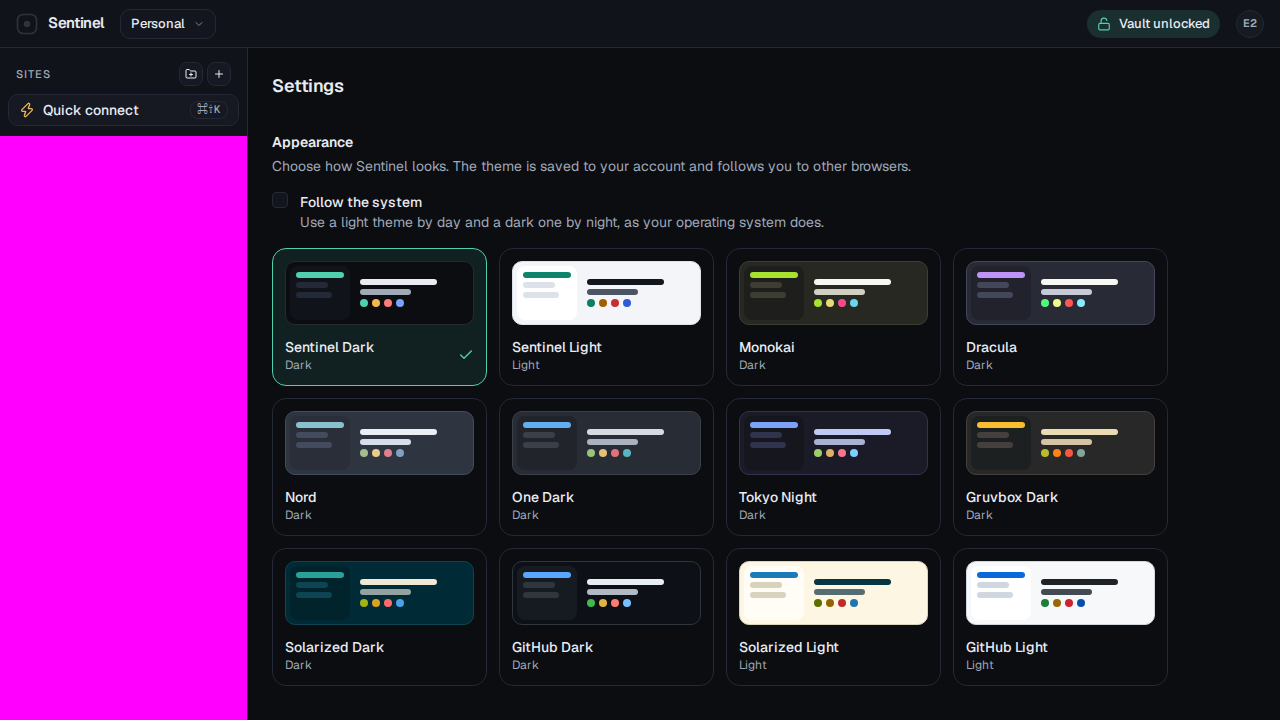 Sentinel
Personal
Vault unlocked
E2
SITES
Quick connect
⌘K
Settings
Appearance
Choose how Sentinel looks. The theme is saved to your account and follows you to other browsers.
Follow the system
Use a light theme by day and a dark one by night, as your operating system does.
Sentinel Dark
Dark
Sentinel Light
Light
Monokai
Dark
Dracula
Dark
Nord
Dark
One Dark
Dark
Tokyo Night
Dark
Gruvbox Dark
Dark
Solarized Dark
Dark
GitHub Dark
Dark
Solarized Light
Light
GitHub Light
Light